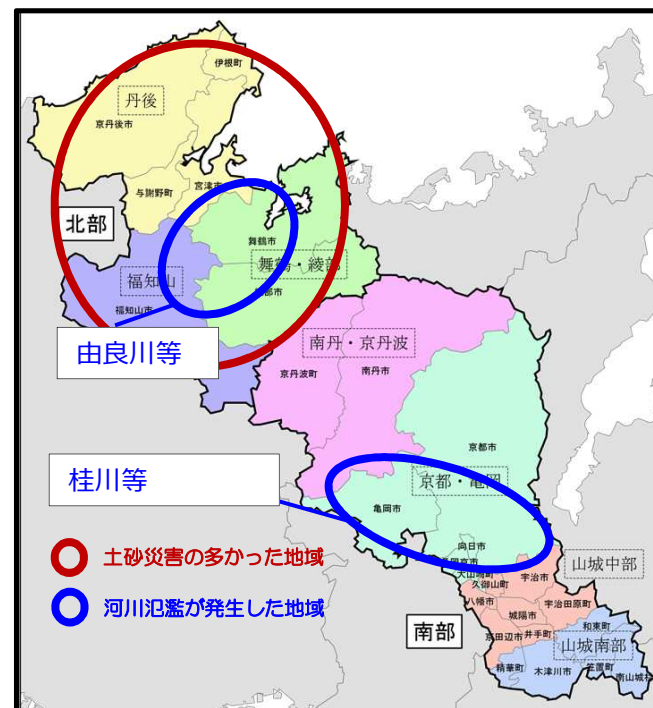 伊根町
丹後
京丹後市
宮津市
与謝野町
北部
舞鶴市
舞鶴・綾部
福知山
福知山市
由良川等
南丹・京丹波
京丹波町
南丹市
京都市
桂川等
京都・亀岡
亀岡市
土砂災害の多かった地域
向日市
大山崎町
山城中部
久御山町
宇治市
河川氾濫が発生した地域
八幡市
宇治田原町
城陽市
南部
京田辺市
井手町
和束町
山城南部
精華町
木津川市
笠置町
南山城村